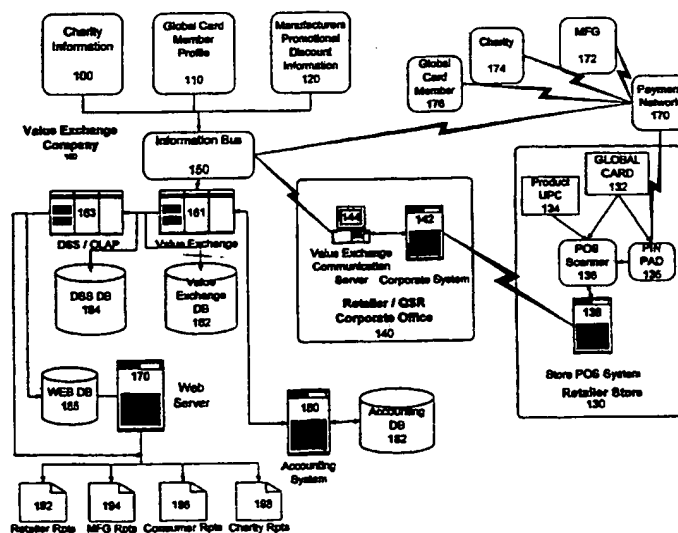 Charity
Information
100
Global Card
Member
Profile
110
Manufacturers
Promotional
Discount
Information
120
Charity
174
MFG
172
Global
Card
Member
176
Payment
Network
170
Value Exchange
Company
Information Bus
150
163
DSS / OLAP
161
Value Exchange
DSS DB
184
Value
Exchange
DB
162
144
Value Exchange
Communication
Server
142
Corporate System
Retailer / QSR
Corporate Office
140
GLOBAL
CARD
132
Product
UPC
134
POS
Scanner
136
PIN
PAD
135
138
Store POS System
Retailer Store
130
WEB DB
170
Web
Server
180
Accounting
System
Accounting
DB
182
192
Retailer Rpts
194
MFG Rpts
196
Consumer Rpts
198
Charity Rpts